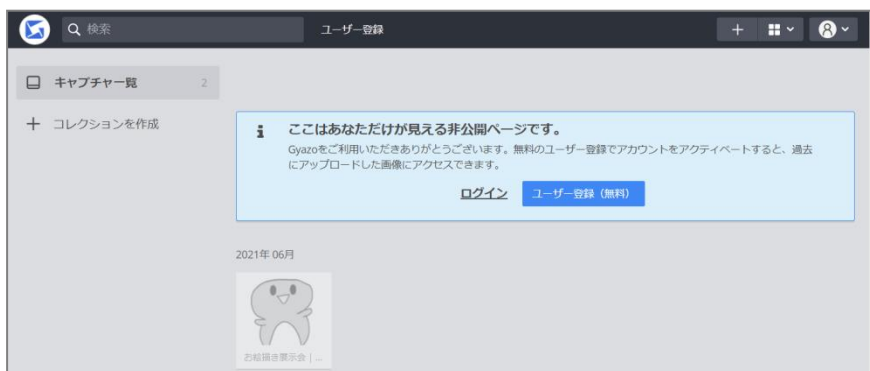 検索
ユーザー登録
キャプチャ一覧 2
コレクションを作成
ここはあなただけが見える非公開ページです。
Gyazoをご利用いただきありがとうございます。無料のユーザー登録でアカウントをアクティベートすると、過去
にアップロードした画像にアクセスできます。
ログイン
ユーザー登録（無料）
2021年 06月
お絵描き展示会 | ...